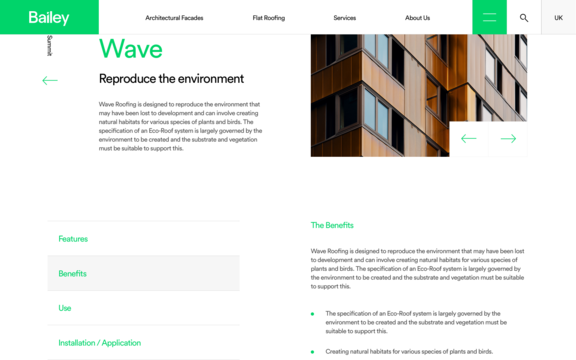 Bailey
Architectural Facades
Flat Roofing
Services
About Us
UK
Summit
Wave
Reproduce the environment
Wave Roofing is designed to reproduce the environment that
may have been lost to development and can involve creating
natural habitats for various species of plants and birds. The
specification of an Eco-Roof system is largely governed by the
environment to be created and the substrate and vegetation
must be suitable to support this.
Features
Benefits
Use
Installation / Application
The Benefits
Wave Roofing is designed to reproduce the environment that may have been lost
to development and can involve creating natural habitats for various species of
plants and birds. The specification of an Eco-Roof system is largely governed by
the environment to be created and the substrate and vegetation must be suitable
to support this.
The specification of an Eco-Roof system is largely governed by the
environment to be created and the substrate and vegetation must be
suitable to support this.
Creating natural habitats for various species of plants and birds.